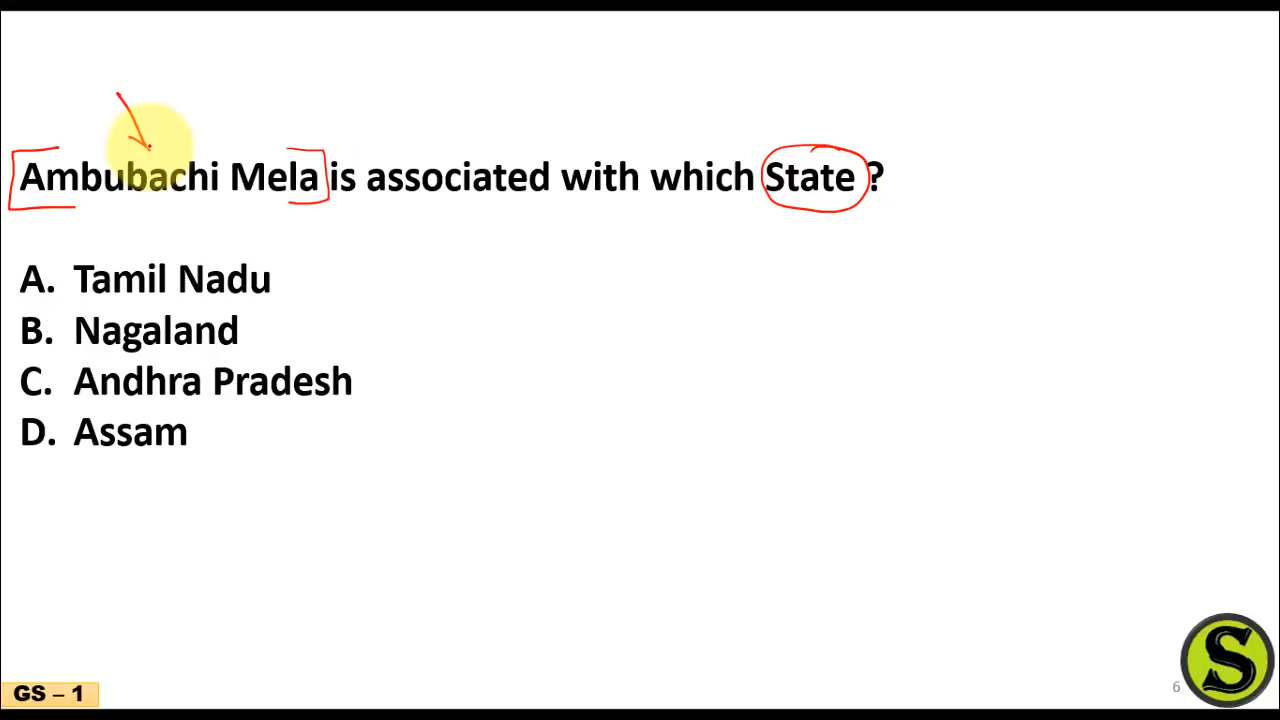 Ambubachi Mela is associated with which State ?
A. Tamil Nadu
B. Nagaland
C. Andhra Pradesh
D. Assam
GS – 1
6
S